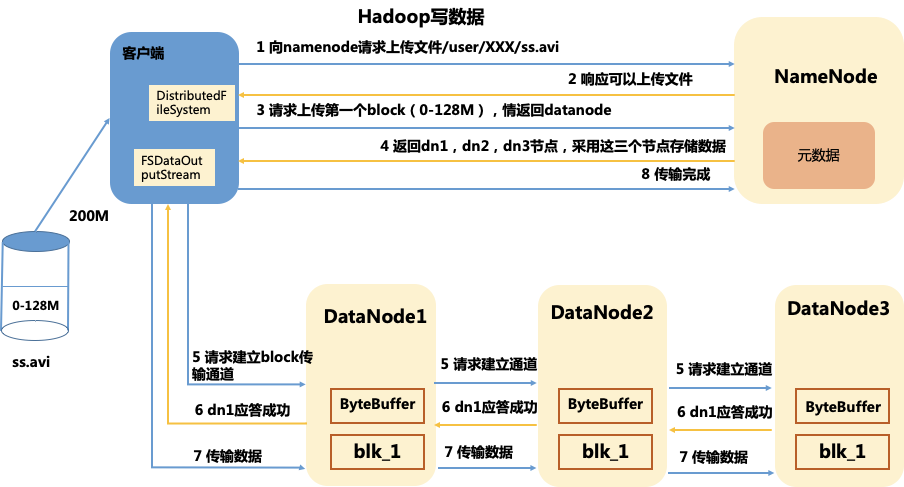 Hadoop写数据
客户端
1 向namenode请求上传文件/user/XXX/ss.avi
2 响应可以上传文件
NameNode
DistributedF
ileSystem
3 请求上传第一个block（0-128M），情返回datanode
4 返回dn1，dn2，dn3节点，采用这三个节点存储数据
元数据
FSDataOut
putStream
8 传输完成
200M
0-128M
ss.avi
DataNode1
DataNode2
DataNode3
5 请求建立block传
输通道
5 请求建立通道
5 请求建立通道
ByteBuffer
ByteBuffer
ByteBuffer
6 dn1应答成功
6 dn1应答成功
6 dn1应答成功
blk_1
blk_1
blk_1
7 传输数据
7 传输数据
7 传输数据